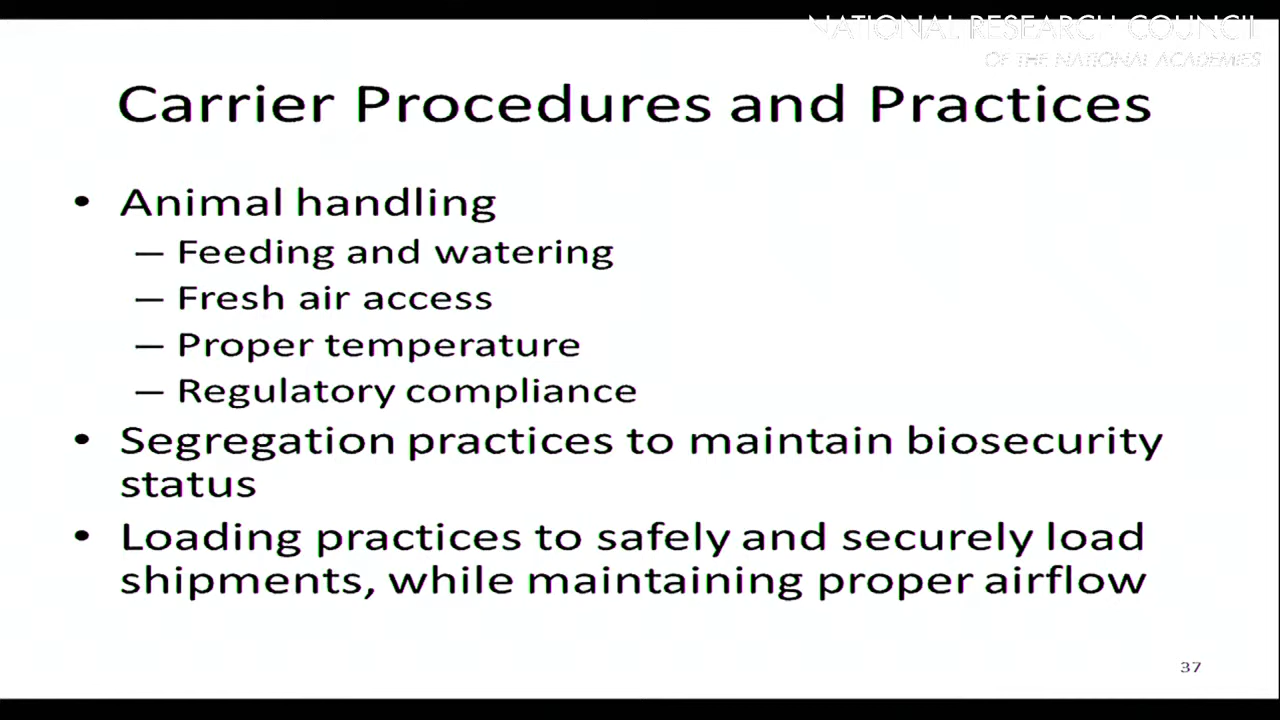 NATIONAL RESEARCH COUNCIL
OF THE NATIONAL ACADEMIES
Carrier Procedures and Practices
• Animal handling
– Feeding and watering
– Fresh air access
– Proper temperature
– Regulatory compliance
• Segregation practices to maintain biosecurity
status
• Loading practices to safely and securely load
shipments, while maintaining proper airflow
37